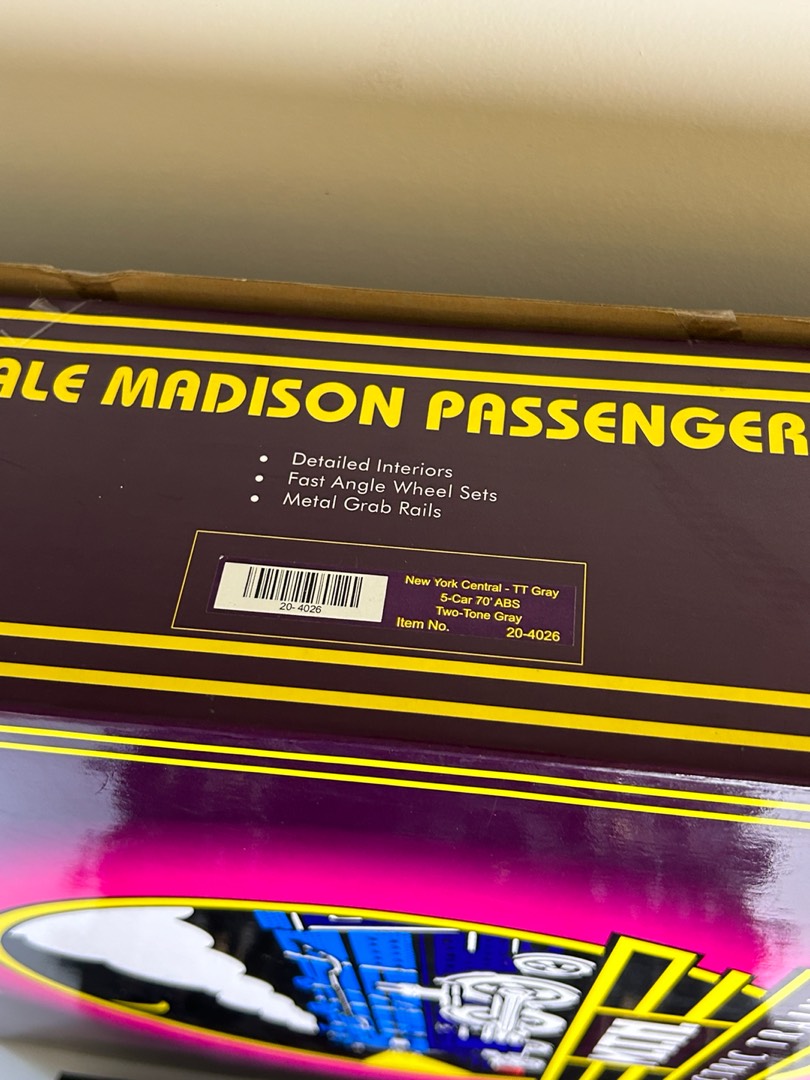 ALE MADISON PASSENGER
• Detailed Interiors
• Fast Angle Wheel Sets
• Metal Grab Rails
20-4026
New York Central - TT Gray
5-Car 70' ABS
Two-Tone Gray
Item No. 20-4026
MTH